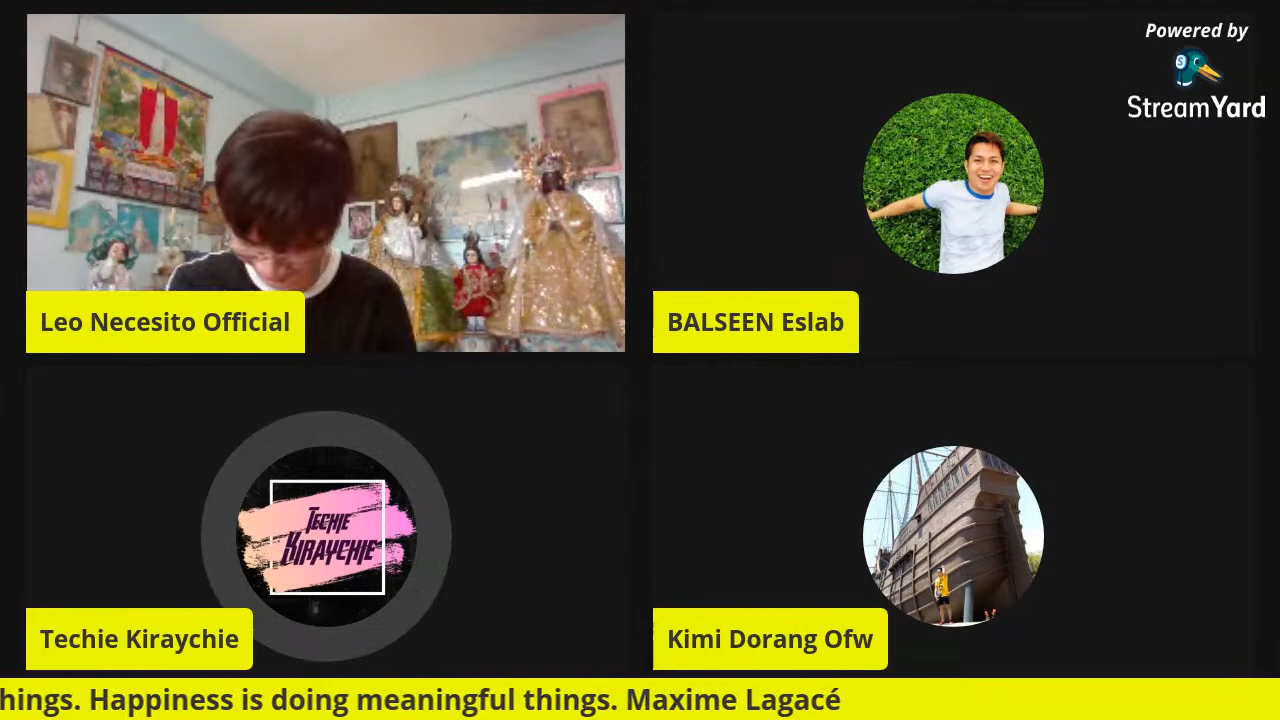 Powered by
StreamYard
Leo Necesito Official
BALSEEN Eslab
TECHIE
KIRAYCHIE
Techie Kiraychie
Kimi Dorang Ofw
hings. Happiness is doing meaningful things. Maxime Lagacé